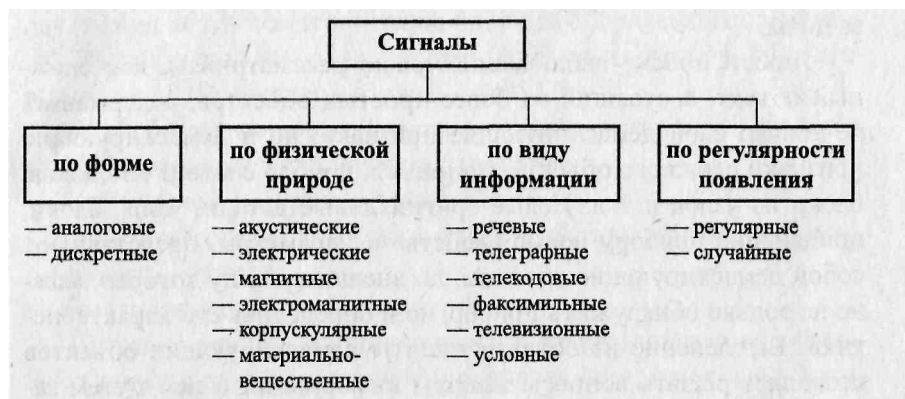 Сигналы
по форме
по физической
природе
по виду
информации
по регулярности
появления
— аналоговые
— дискретные
— акустические
— электрические
— магнитные
— электромагнитные
— корпускулярные
— материально-
вещественные
— речевые
— телеграфные
— телекодовые
— факсимильные
— телевизионные
— условные
— регулярные
— случайные